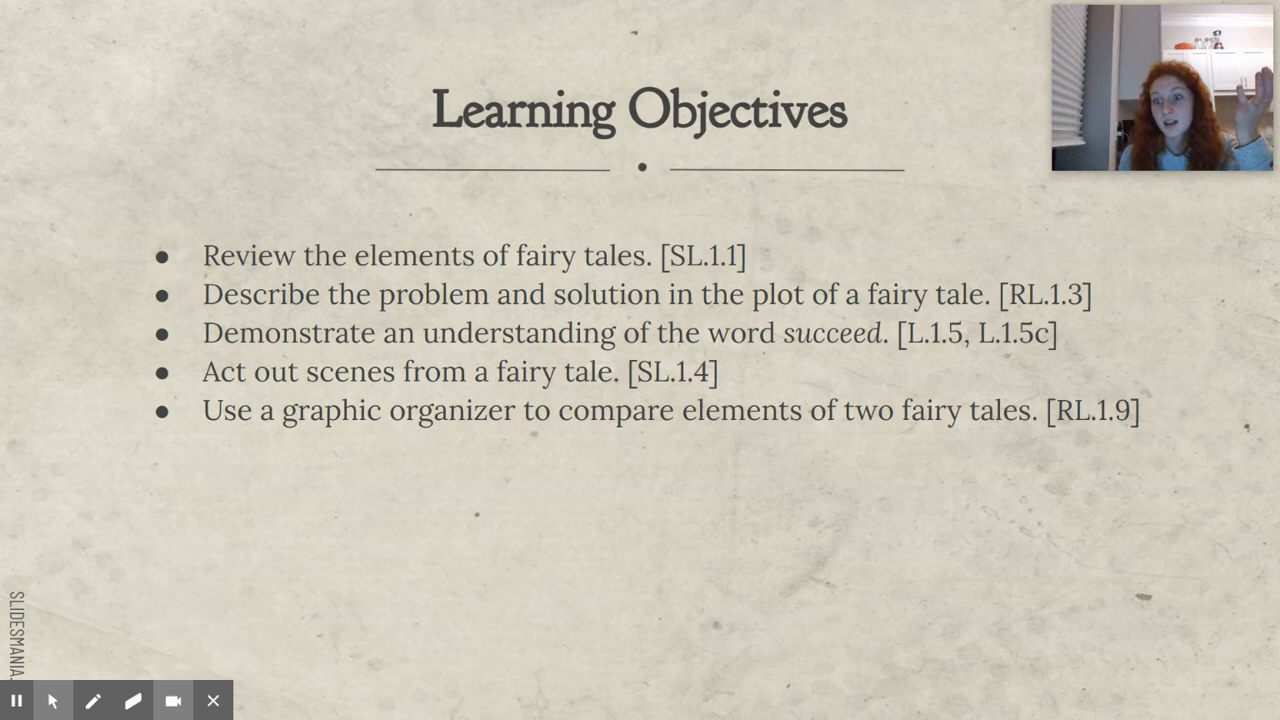 Learning Objectives
● Review the elements of fairy tales. [SL.1.1]
● Describe the problem and solution in the plot of a fairy tale. [RL.1.3]
● Demonstrate an understanding of the word succeed. [L.1.5, L.1.5c]
● Act out scenes from a fairy tale. [SL.1.4]
● Use a graphic organizer to compare elements of two fairy tales. [RL.1.9]
SLIDESMANIA.